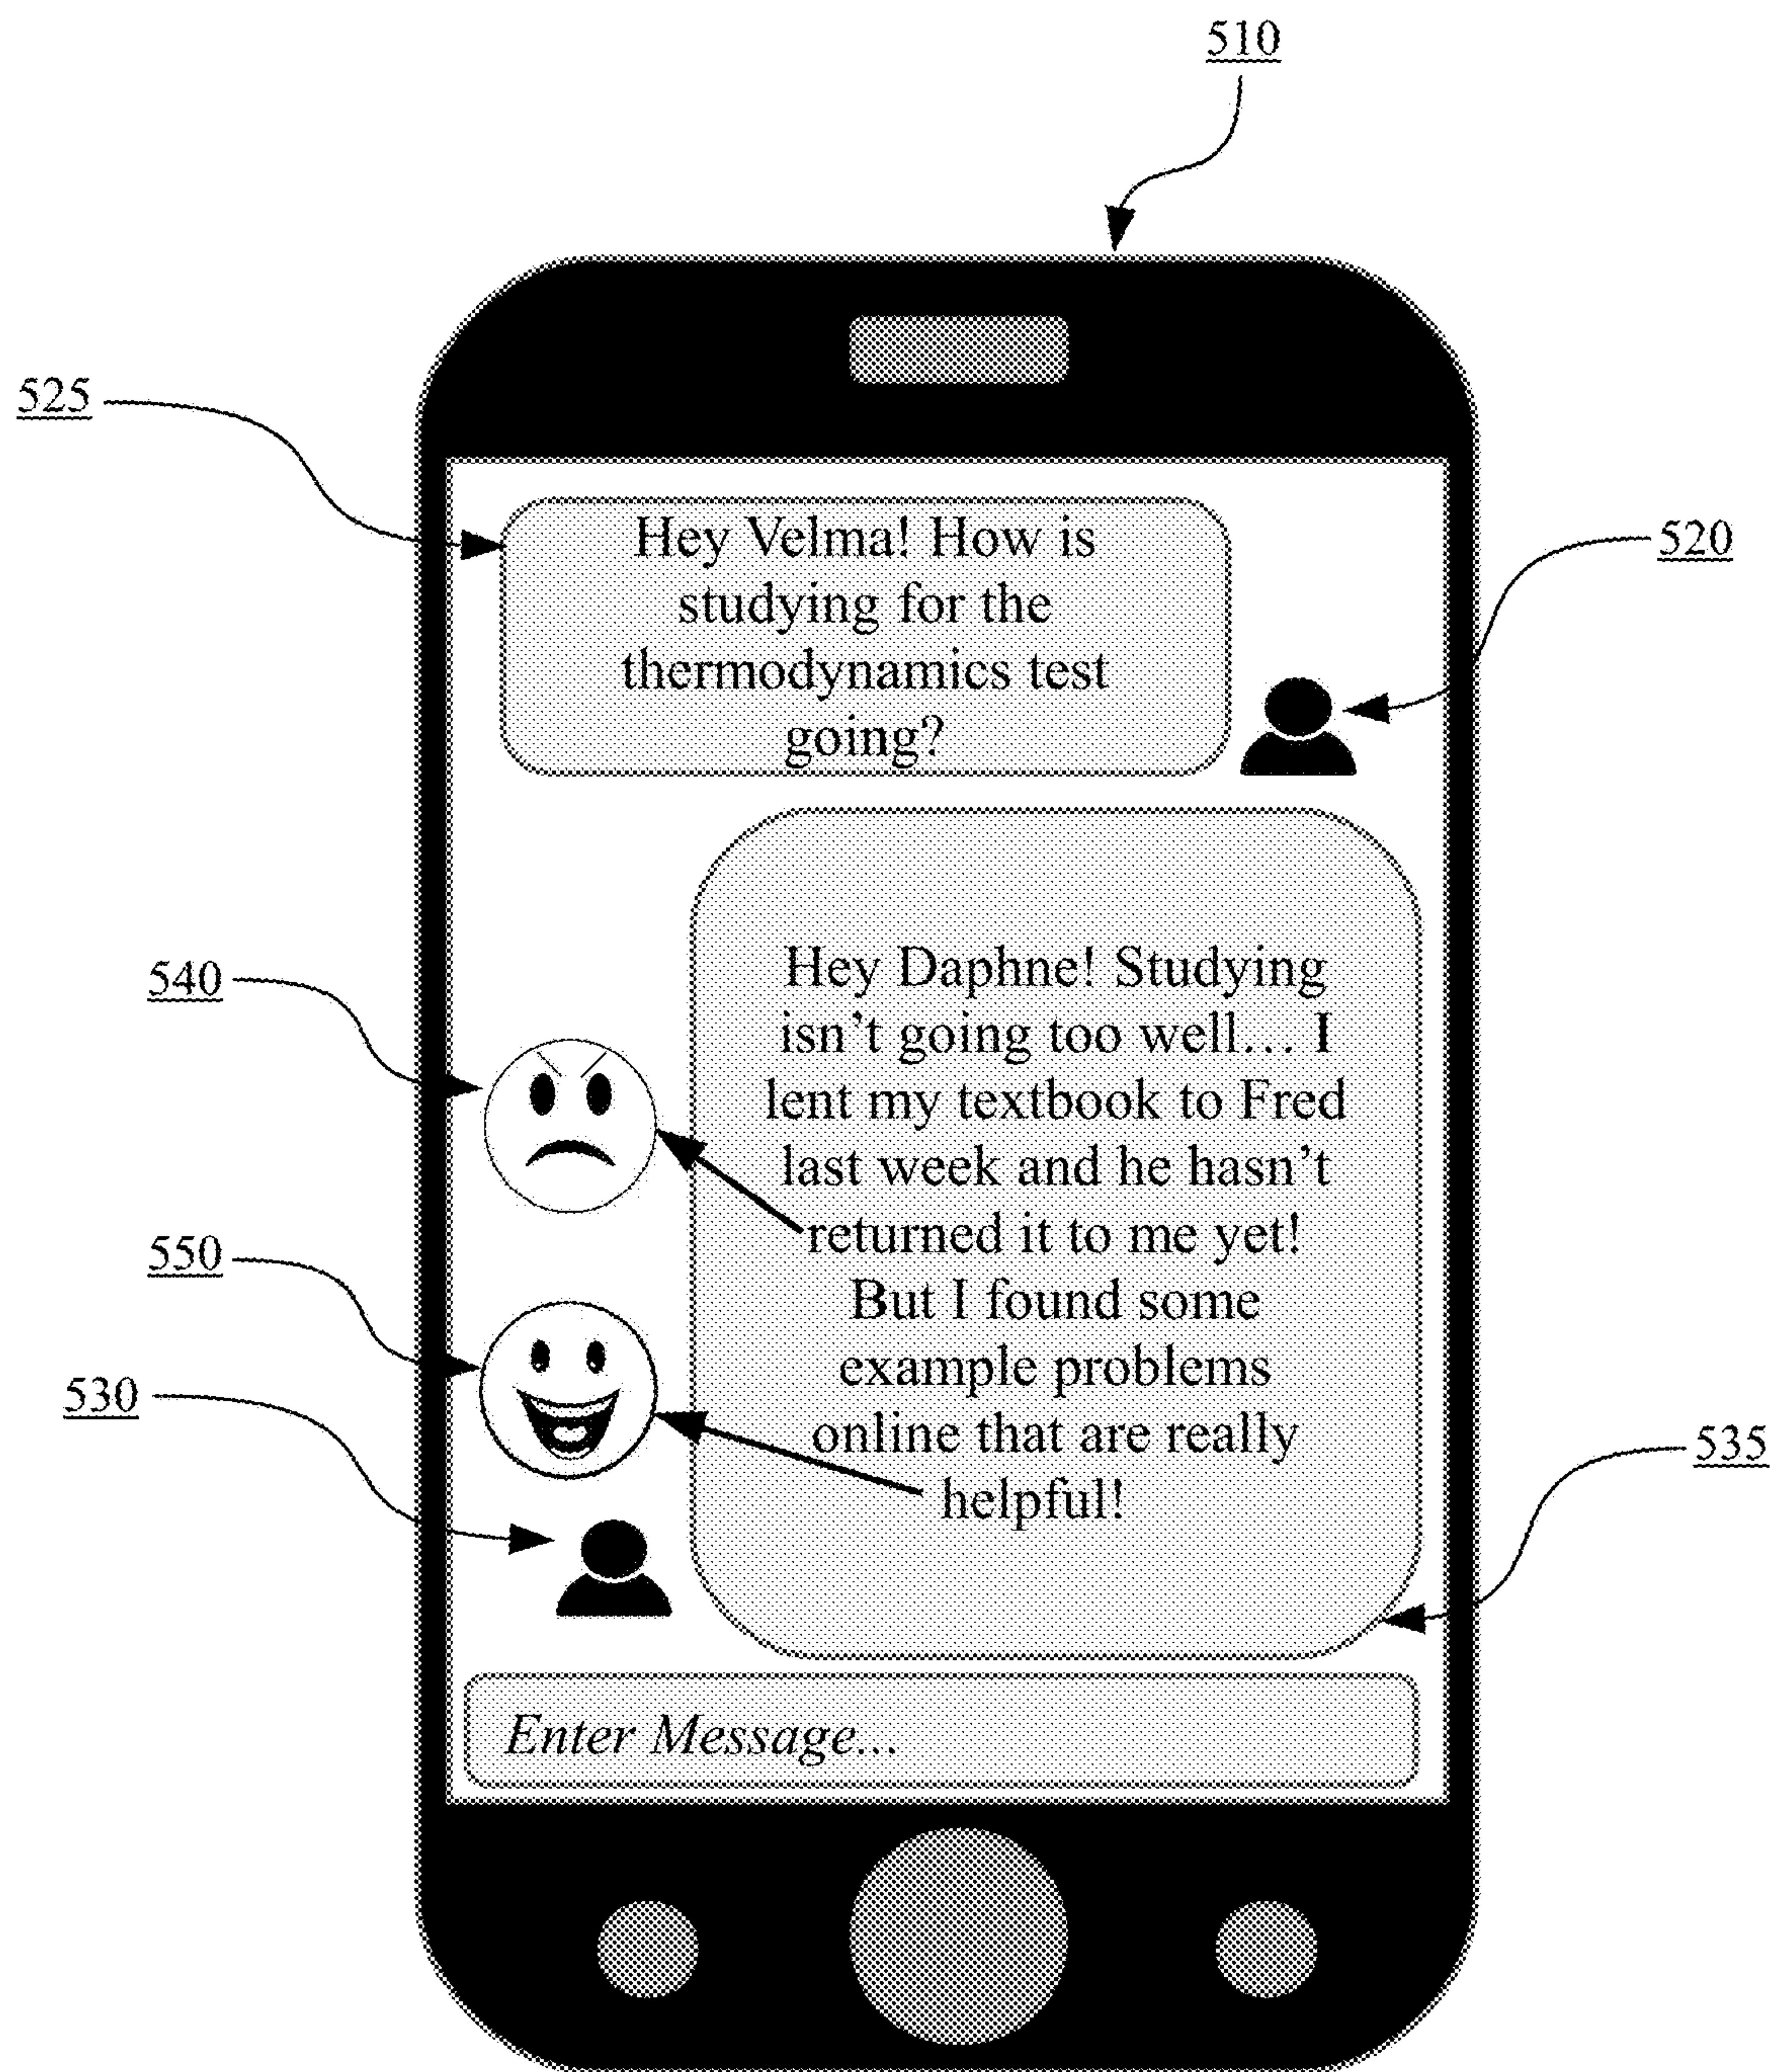 510
525
Hey Velma! How is
studying for the
thermodynamics test
going?
520
540
Hey Daphne! Studying
isn’t going too well… I
lent my textbook to Fred
last week and he hasn’t
returned it to me yet!
But I found some
example problems
online that are really
helpful!
550
530
535
Enter Message...